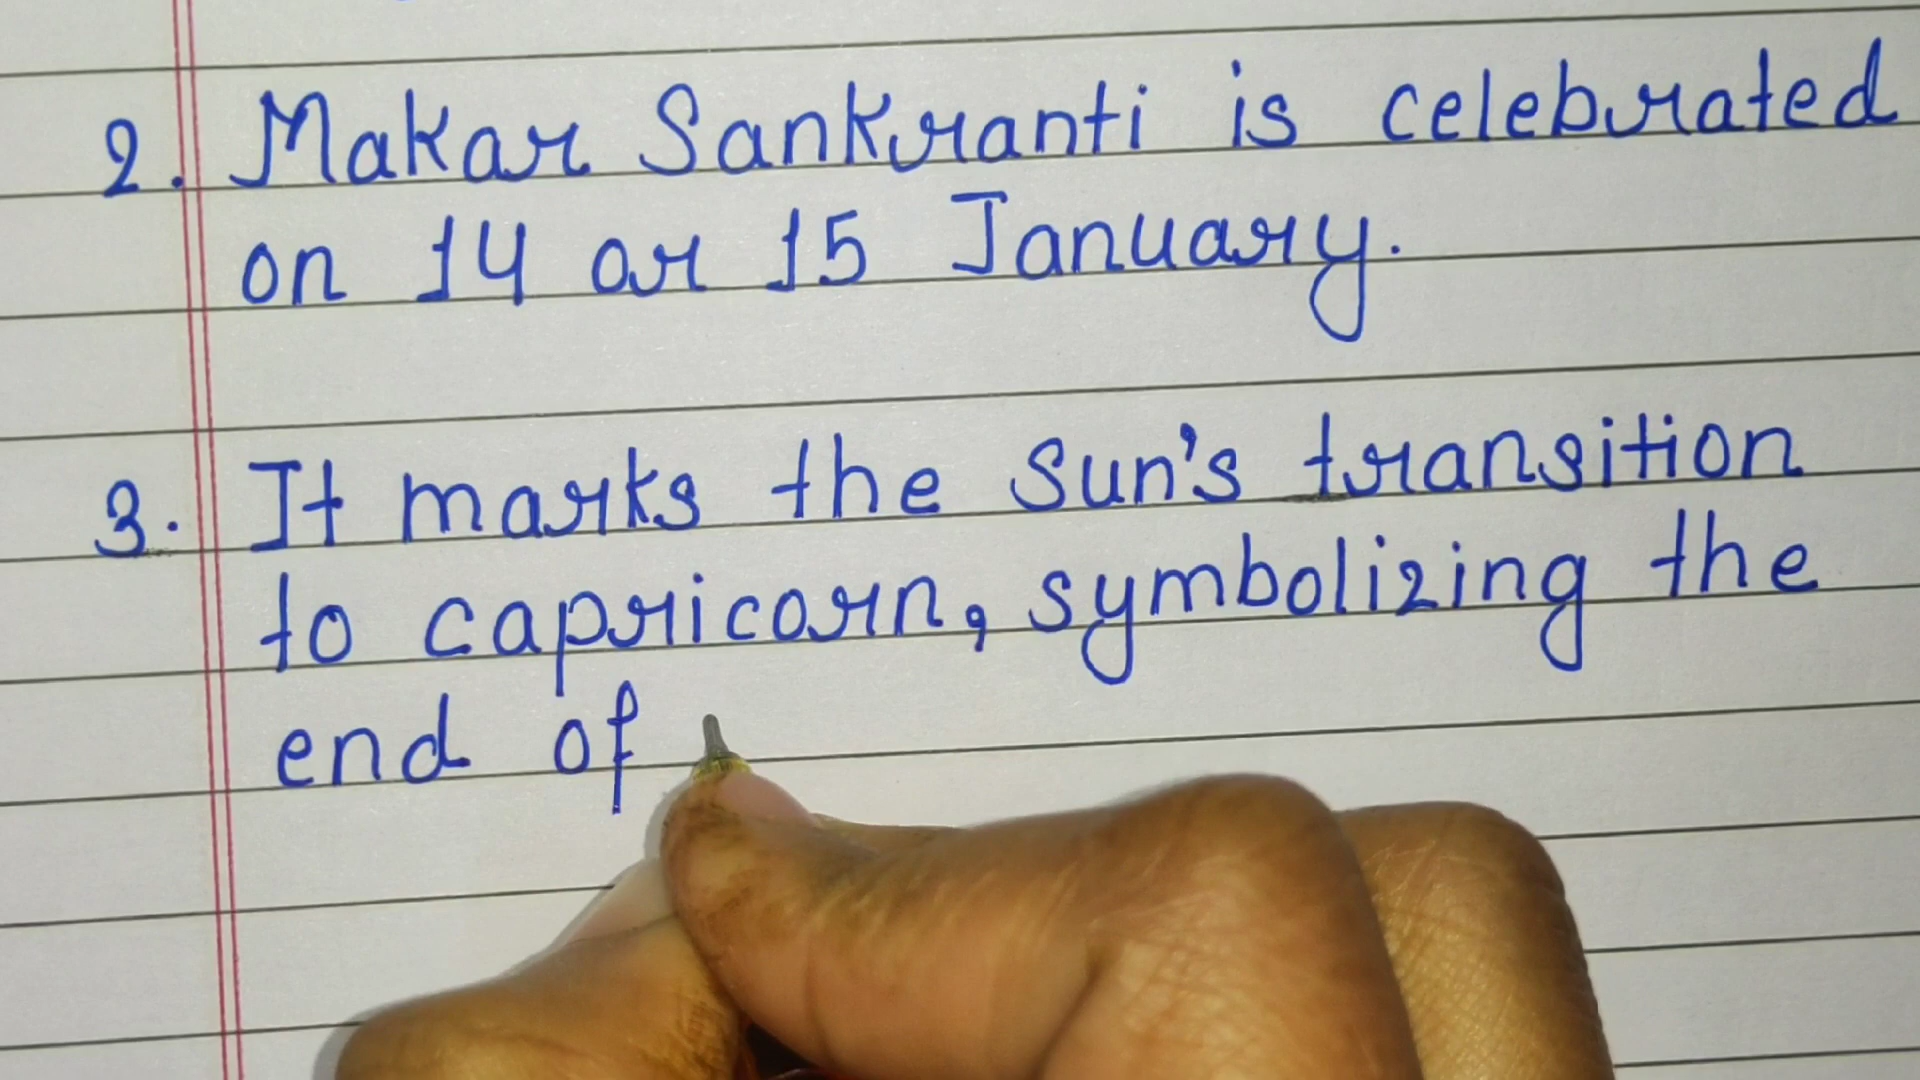 2. Makar Sankranti is celebrated
on 14 or 15 January.
3. It marks the sun's transition
to capricorn, symbolizing the
end of